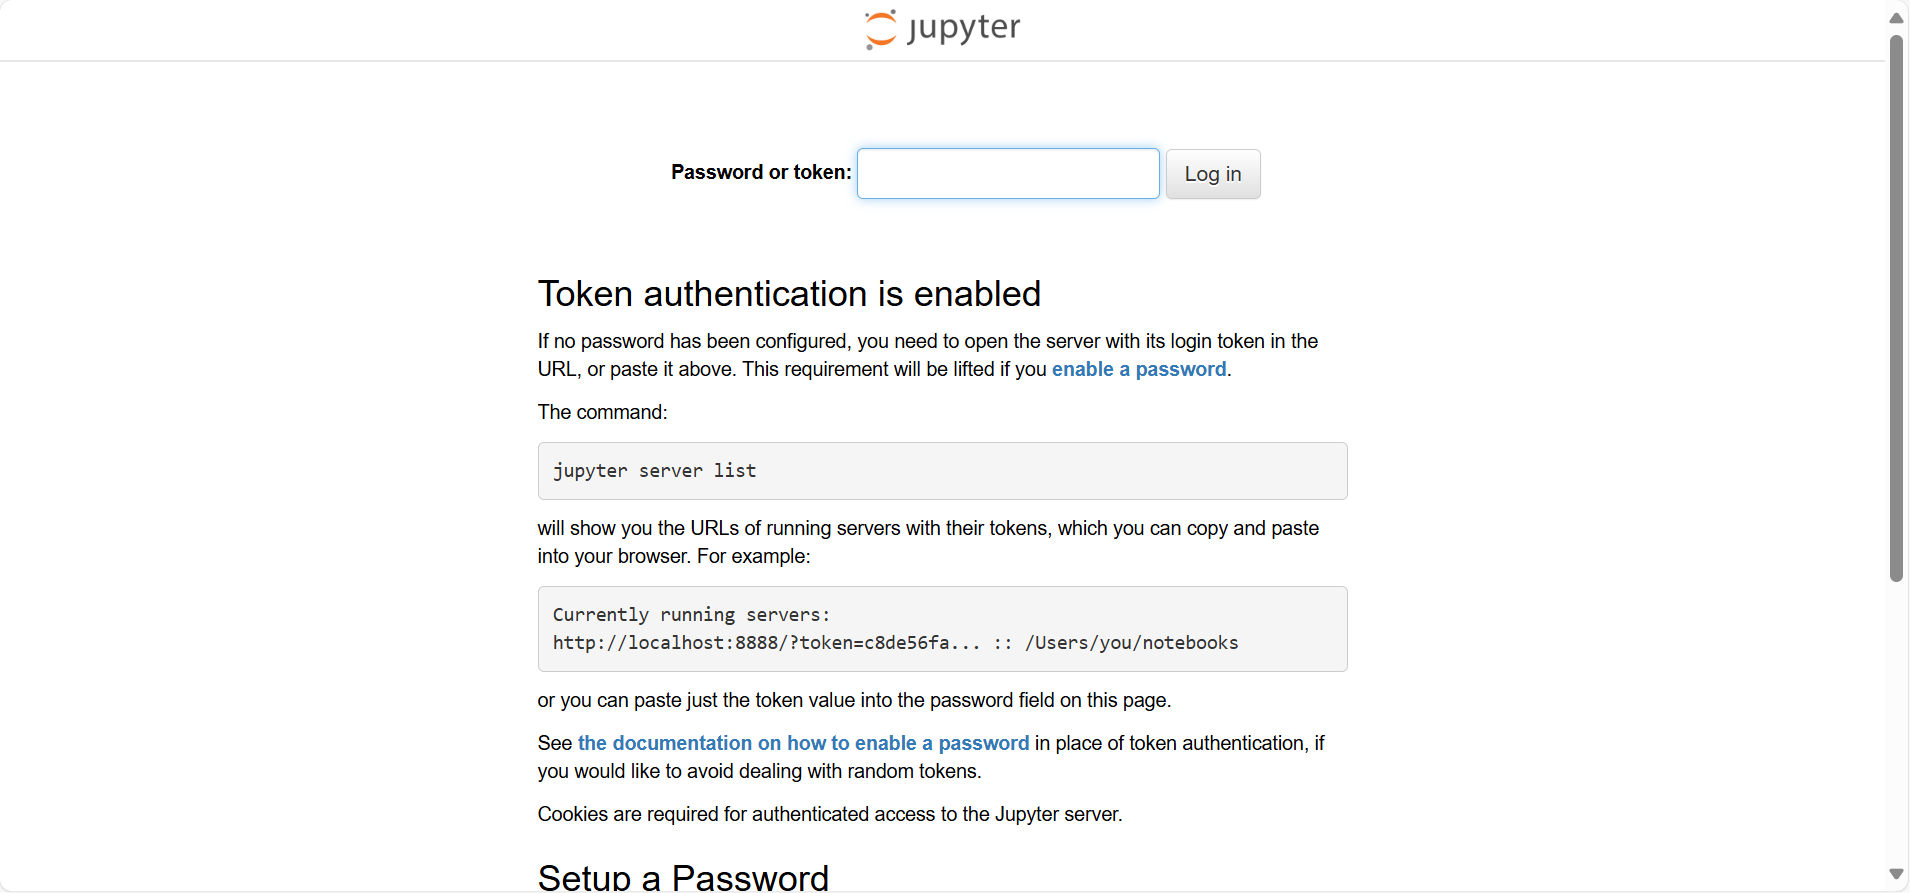 jupyter
Password or token:
Log in
Token authentication is enabled
If no password has been configured, you need to open the server with its login token in the
URL, or paste it above. This requirement will be lifted if you enable a password.
The command:
jupyter server list
will show you the URLs of running servers with their tokens, which you can copy and paste
into your browser. For example:
Currently running servers:
http://localhost:8888/?token=c8de56fa... :: /Users/you/notebooks
or you can paste just the token value into the password field on this page.
See the documentation on how to enable a password in place of token authentication, if
you would like to avoid dealing with random tokens.
Cookies are required for authenticated access to the Jupyter server.
Setup a Password